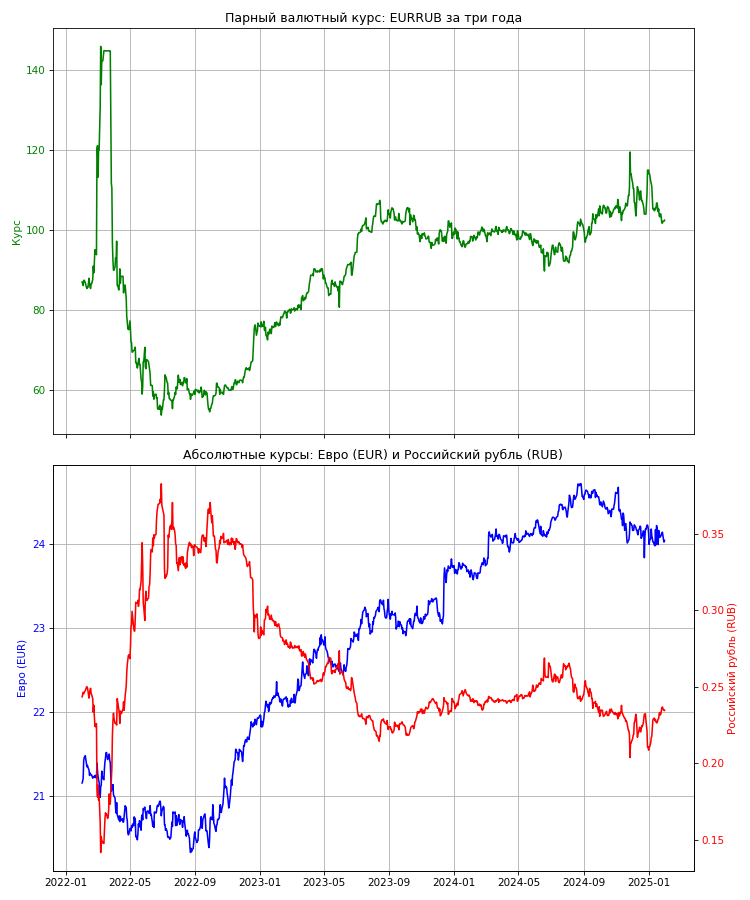 Парный валютный курс: EURRUB за три года
140
120
100
80
60
Курс
Абсолютные курсы: Евро (EUR) и Российский рубль (RUB)
24
23
22
21
Евро (EUR)
0.35
0.30
0.25
0.20
0.15
Российский рубль (RUB)
2022-01 2022-05 2022-09 2023-01 2023-05 2023-09 2024-01 2024-05 2024-09 2025-01